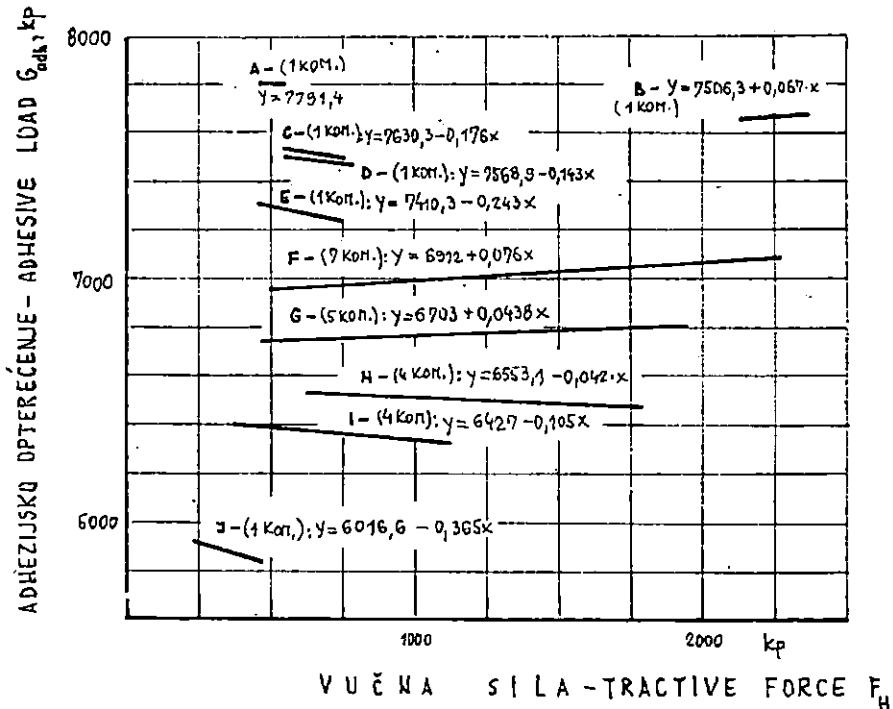 ADHEZIJSKO OPTEREĆENJE - ADHESIVE LOAD G adh, kp
8000
7000
6000
A - (1 KOM.)
y = 7791,4
B - y = 7506,3 + 0,067·x
(1 KOM.)
C - (1 KOM.): y = 7630,3 - 0,176x
D - (1 KOM.): y = 7568,9 - 0,143x
E - (1 KOM.): y = 7410,3 - 0,243x
F - (7 KOM.): y = 6922 + 0,076x
G - (5 KOM.): y = 6703 + 0,0438x
H - (4 KOM.): y = 6553,1 - 0,042·x
I - (4 KOM): y = 6427 - 0,105x
J - (1 KOM.): y = 6016,6 - 0,365x
1000
2000
kp
VUČNA SILA - TRACTIVE FORCE F H